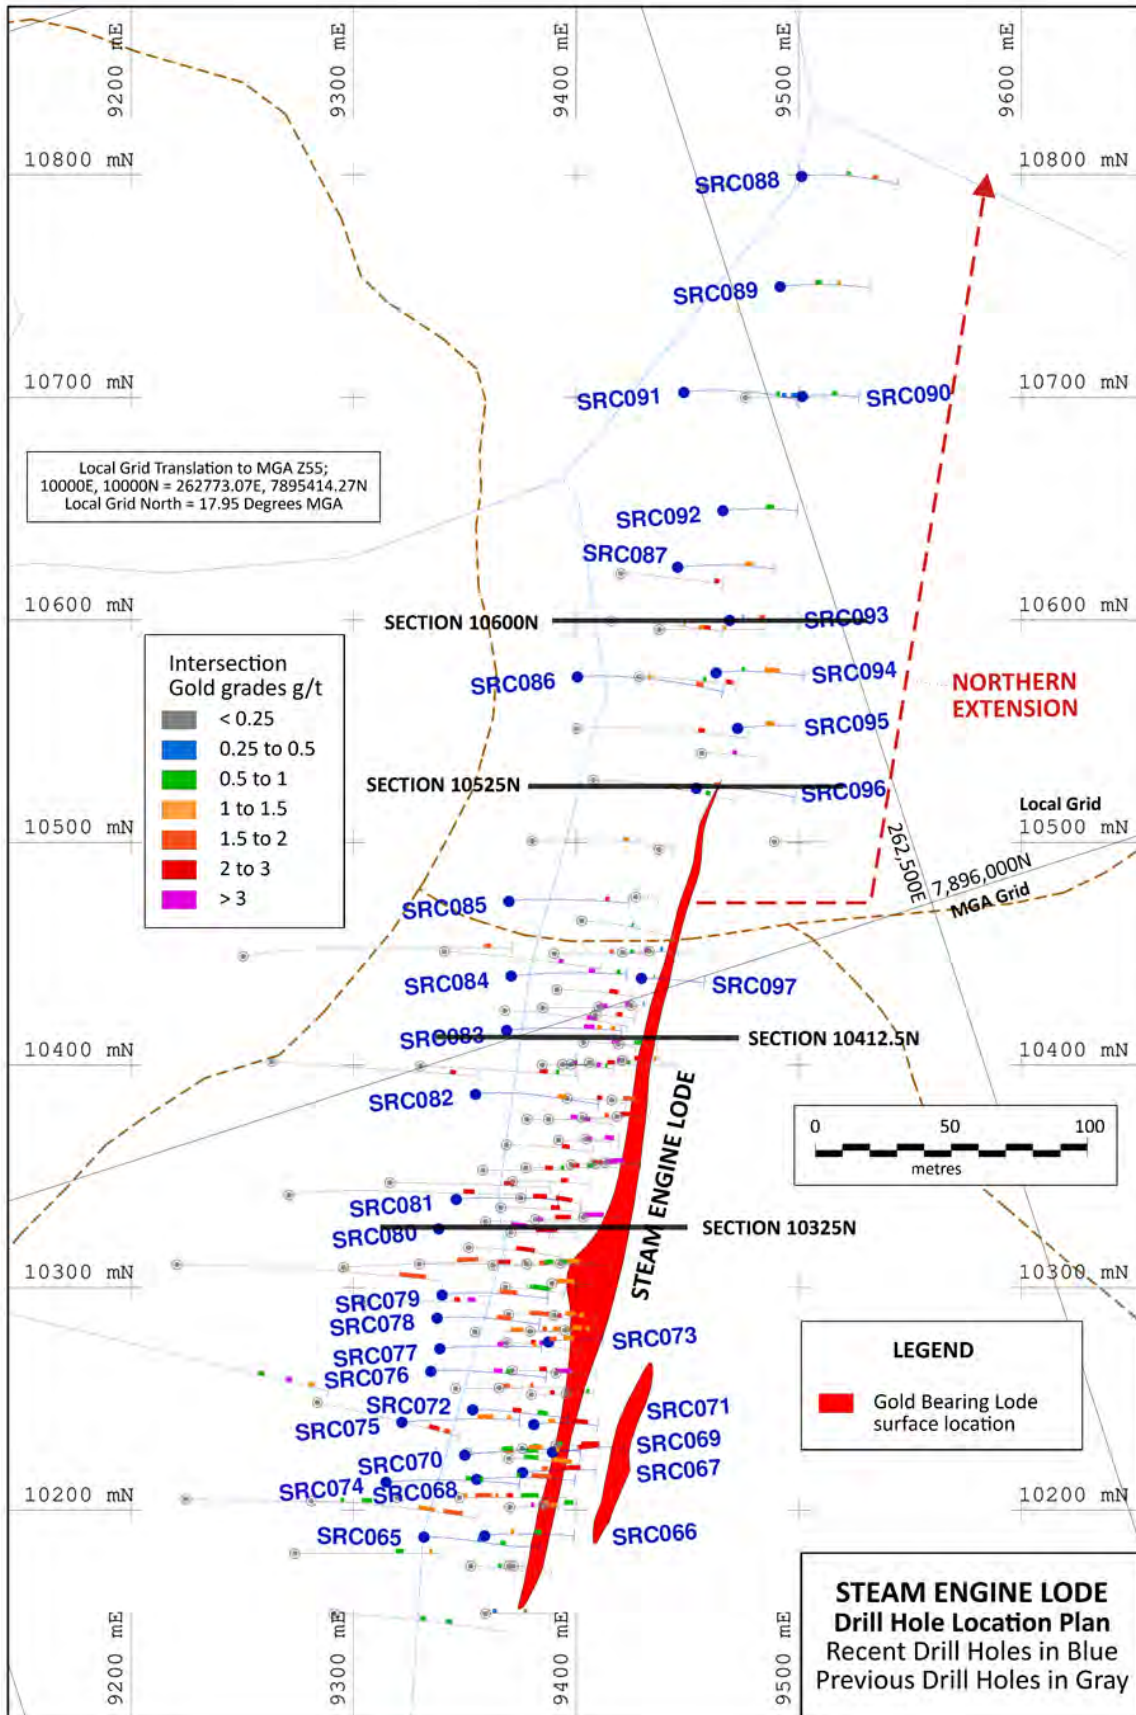 9200 mE
9300 mE
9400 mE
9500 mE
9600 mE
10800 mN
10800 mN
SRC088
SRC089
10700 mN
10700 mN
SRC091
SRC090
Local Grid Translation to MGA Z55;
10000E, 10000N = 262773.07E, 7895414.27N
Local Grid North = 17.95 Degrees MGA
SRC092
SRC087
10600 mN
10600 mN
SECTION 10600N
SRC093
Intersection
Gold grades g/t
< 0.25
0.25 to 0.5
0.5 to 1
1 to 1.5
1.5 to 2
2 to 3
> 3
SRC086
SRC094
NORTHERN
EXTENSION
SRC095
SECTION 10525N
SRC096
Local Grid
10500 mN
10500 mN
262,500E
7,896,000N
MGA Grid
SRC085
SRC084
SRC097
SRC083
SECTION 10412.5N
10400 mN
10400 mN
SRC082
STEAM ENGINE LODE
0 50 100
metres
SRC081
SRC080
SECTION 10325N
10300 mN
10300 mN
SRC079
SRC078
SRC073
SRC077
SRC076
LEGEND
Gold Bearing Lode
surface location
SRC072
SRC071
SRC075
SRC069
SRC070
SRC067
SRC074
SRC068
10200 mN
10200 mN
SRC065
SRC066
STEAM ENGINE LODE
Drill Hole Location Plan
Recent Drill Holes in Blue
Previous Drill Holes in Gray
9200 mE
9300 mE
9400 mE
9500 mE